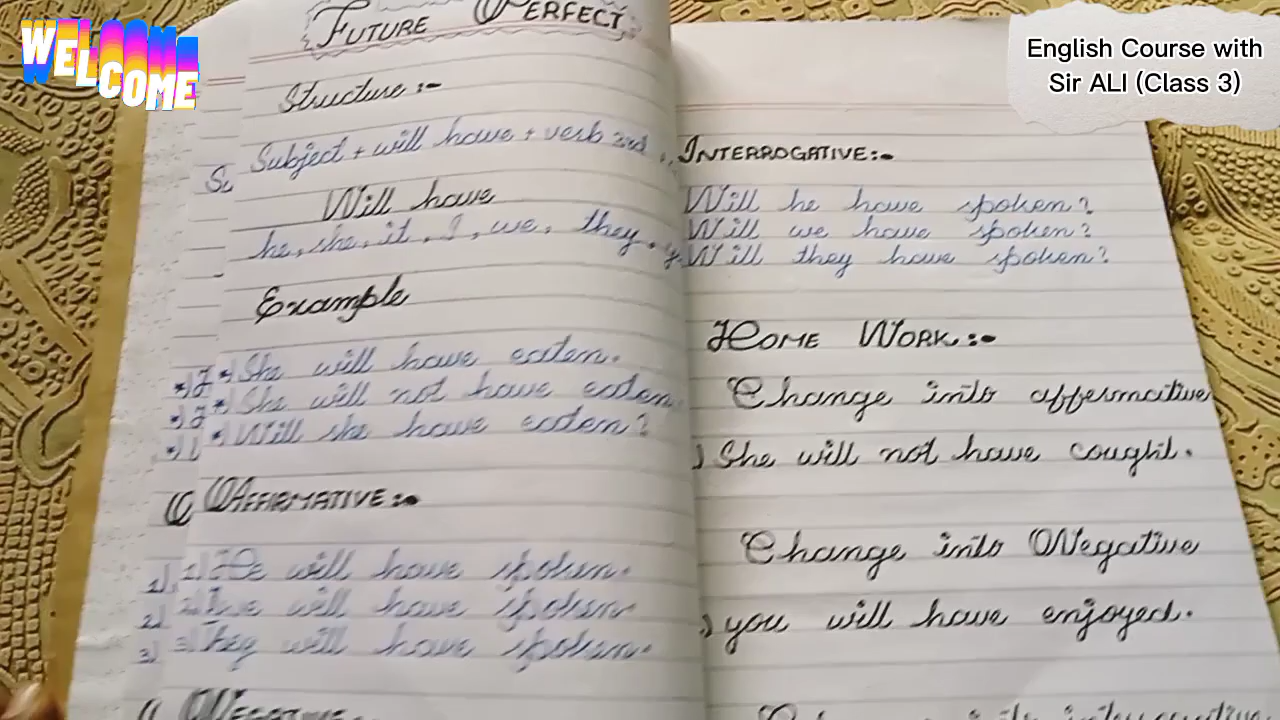 WELCOME
English Course with
Sir ALI (Class 3)
FUTURE PERFECT
Structure :-
Subject + will have + verb 3rd
Will have
he, she, it, I, we, they,
Example
*) She will have eaten.
*) She will not have eaten.
*) Will she have eaten?
AFFIRMATIVE:-
1) He will have spoken.
will have spoken.
3) They will have spoken.
NEGATIVE:-
INTERROGATIVE:-
Will he have spoken?
Will we have spoken?
Will they have spoken?
HOME WORK:-
Change into affermative
) She will not have caught.
Change into Negative
) you will have enjoyed.